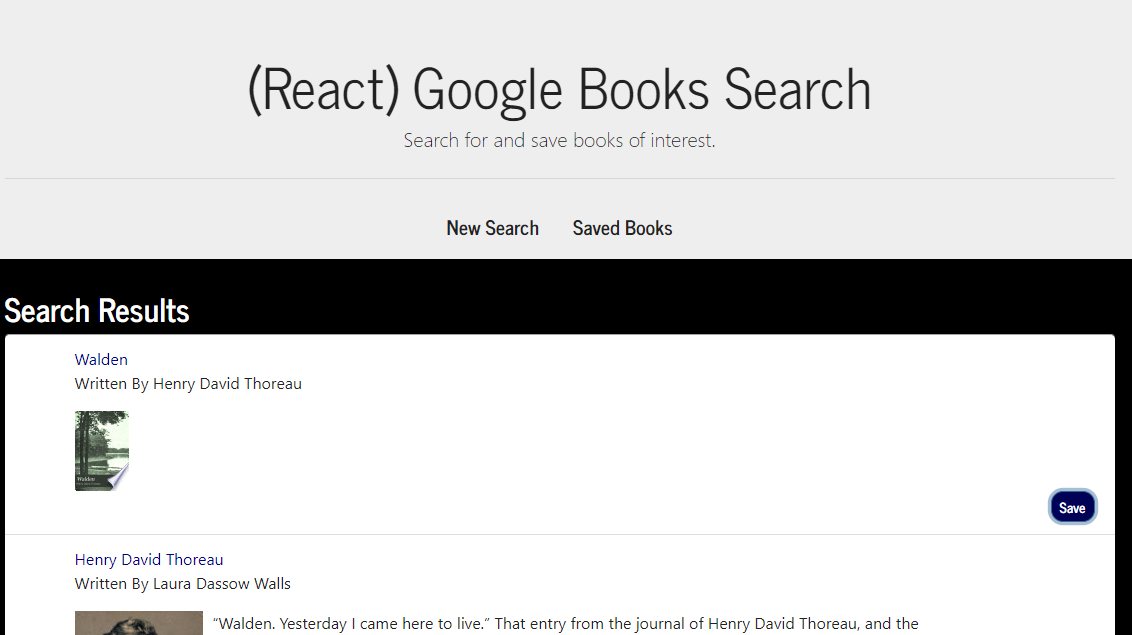 (React) Google Books Search
Search for and save books of interest.
New Search Saved Books
Search Results
Walden
Written By Henry David Thoreau
Walden
Save
Henry David Thoreau
Written By Laura Dassow Walls
“Walden. Yesterday I came here to live.” That entry from the journal of Henry David Thoreau, and the